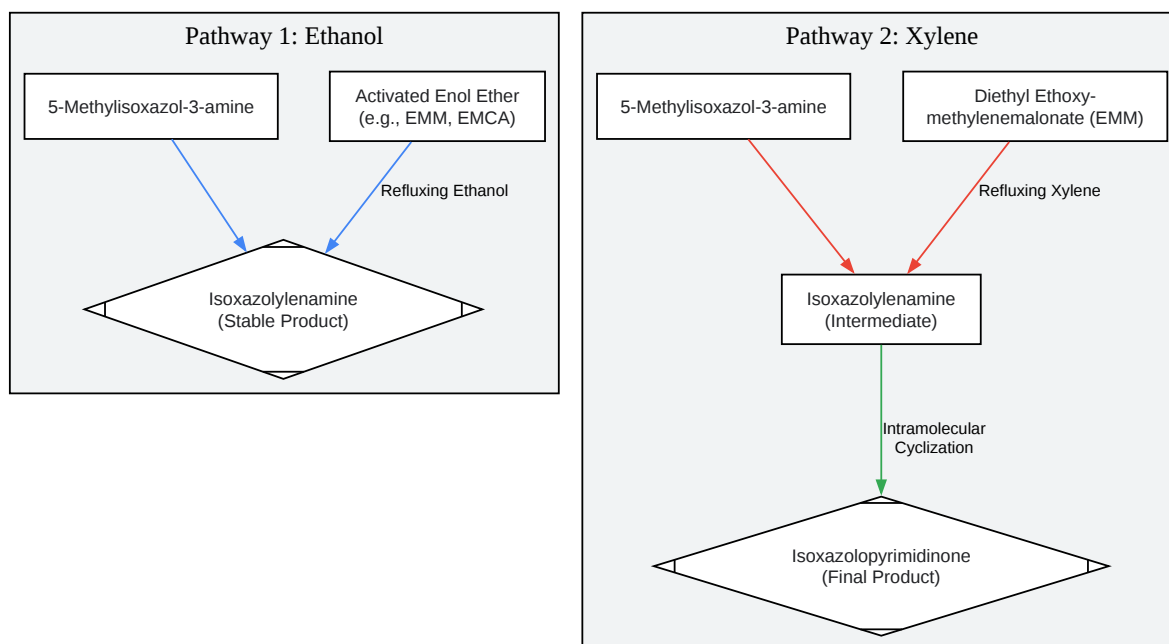 Pathway 1: Ethanol
5-Methylisoxazol-3-amine
Activated Enol Ether
(e.g., EMM, EMCA)
Refluxing Ethanol
Isoxazolylenamine
(Stable Product)
Pathway 2: Xylene
5-Methylisoxazol-3-amine
Diethyl Ethoxy-
methylenemalonate (EMM)
Refluxing Xylene
Isoxazolylenamine
(Intermediate)
Intramolecular
Cyclization
Isoxazolopyrimidinone
(Final Product)